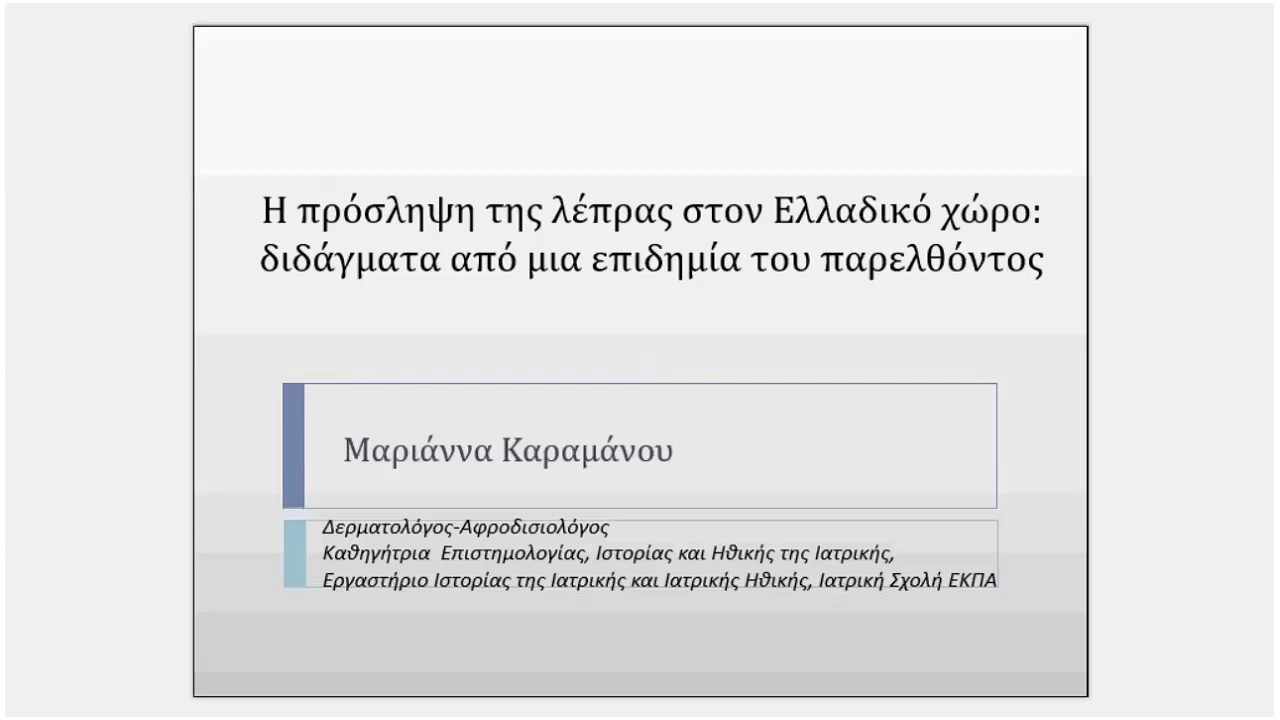 Η πρόσληψη της λέπρας στον Ελλαδικό χώρο:
διδάγματα από μια επιδημία του παρελθόντος
Μαριάννα Καραμάνου
Δερματολόγος-Αφροδισιολόγος
Καθηγήτρια Επιστημολογίας, Ιστορίας και Ηθικής της Ιατρικής,
Εργαστήριο Ιστορίας της Ιατρικής και Ιατρικής Ηθικής, Ιατρική Σχολή ΕΚΠΑ